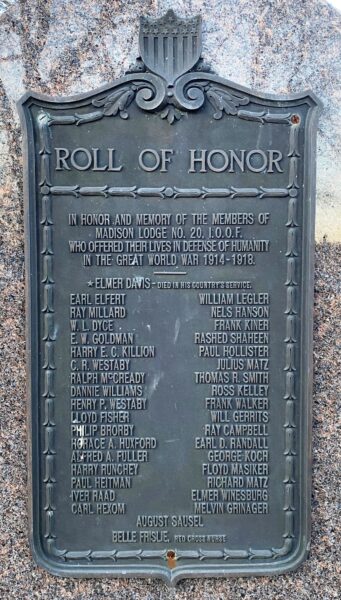 ROLL OF HONOR
IN HONOR AND MEMORY OF THE MEMBERS OF
MADISON LODGE NO. 20, I.O.O.F.
WHO OFFERED THEIR LIVES IN DEFENSE OF HUMANITY
IN THE GREAT WORLD WAR 1914-1918.
★ELMER DAVIS - DIED IN HIS COUNTRY'S SERVICE.
EARL ELFERT WILLIAM LEGLER
RAY MILLARD NELS HANSON
W. L. DYCE FRANK KINER
E. W. GOLDMAN RASHED SHAHEEN
HARRY E. C. KILLION PAUL HOLLISTER
C. R. WESTABY JULIUS MATZ
RALPH McCREADY THOMAS R. SMITH
DANNIE WILLIAMS ROSS KELLEY
HENRY P. WESTABY FRANK WALKER
LLOYD FISHER WILL GERRITS
PHILIP BRORBY RAY CAMPBELL
HORACE A. HUXFORD EARL D. RANDALL
ALFRED A. FULLER GEORGE KOCH
HARRY RUNCHEY FLOYD MASIKER
PAUL HEITMAN RICHARD MATZ
IVER RAAD ELMER WINESBURG
CARL HEXOM MELVIN GRINAGER
AUGUST SAUSEL
BELLE FRISLIE, RED CROSS NURSE